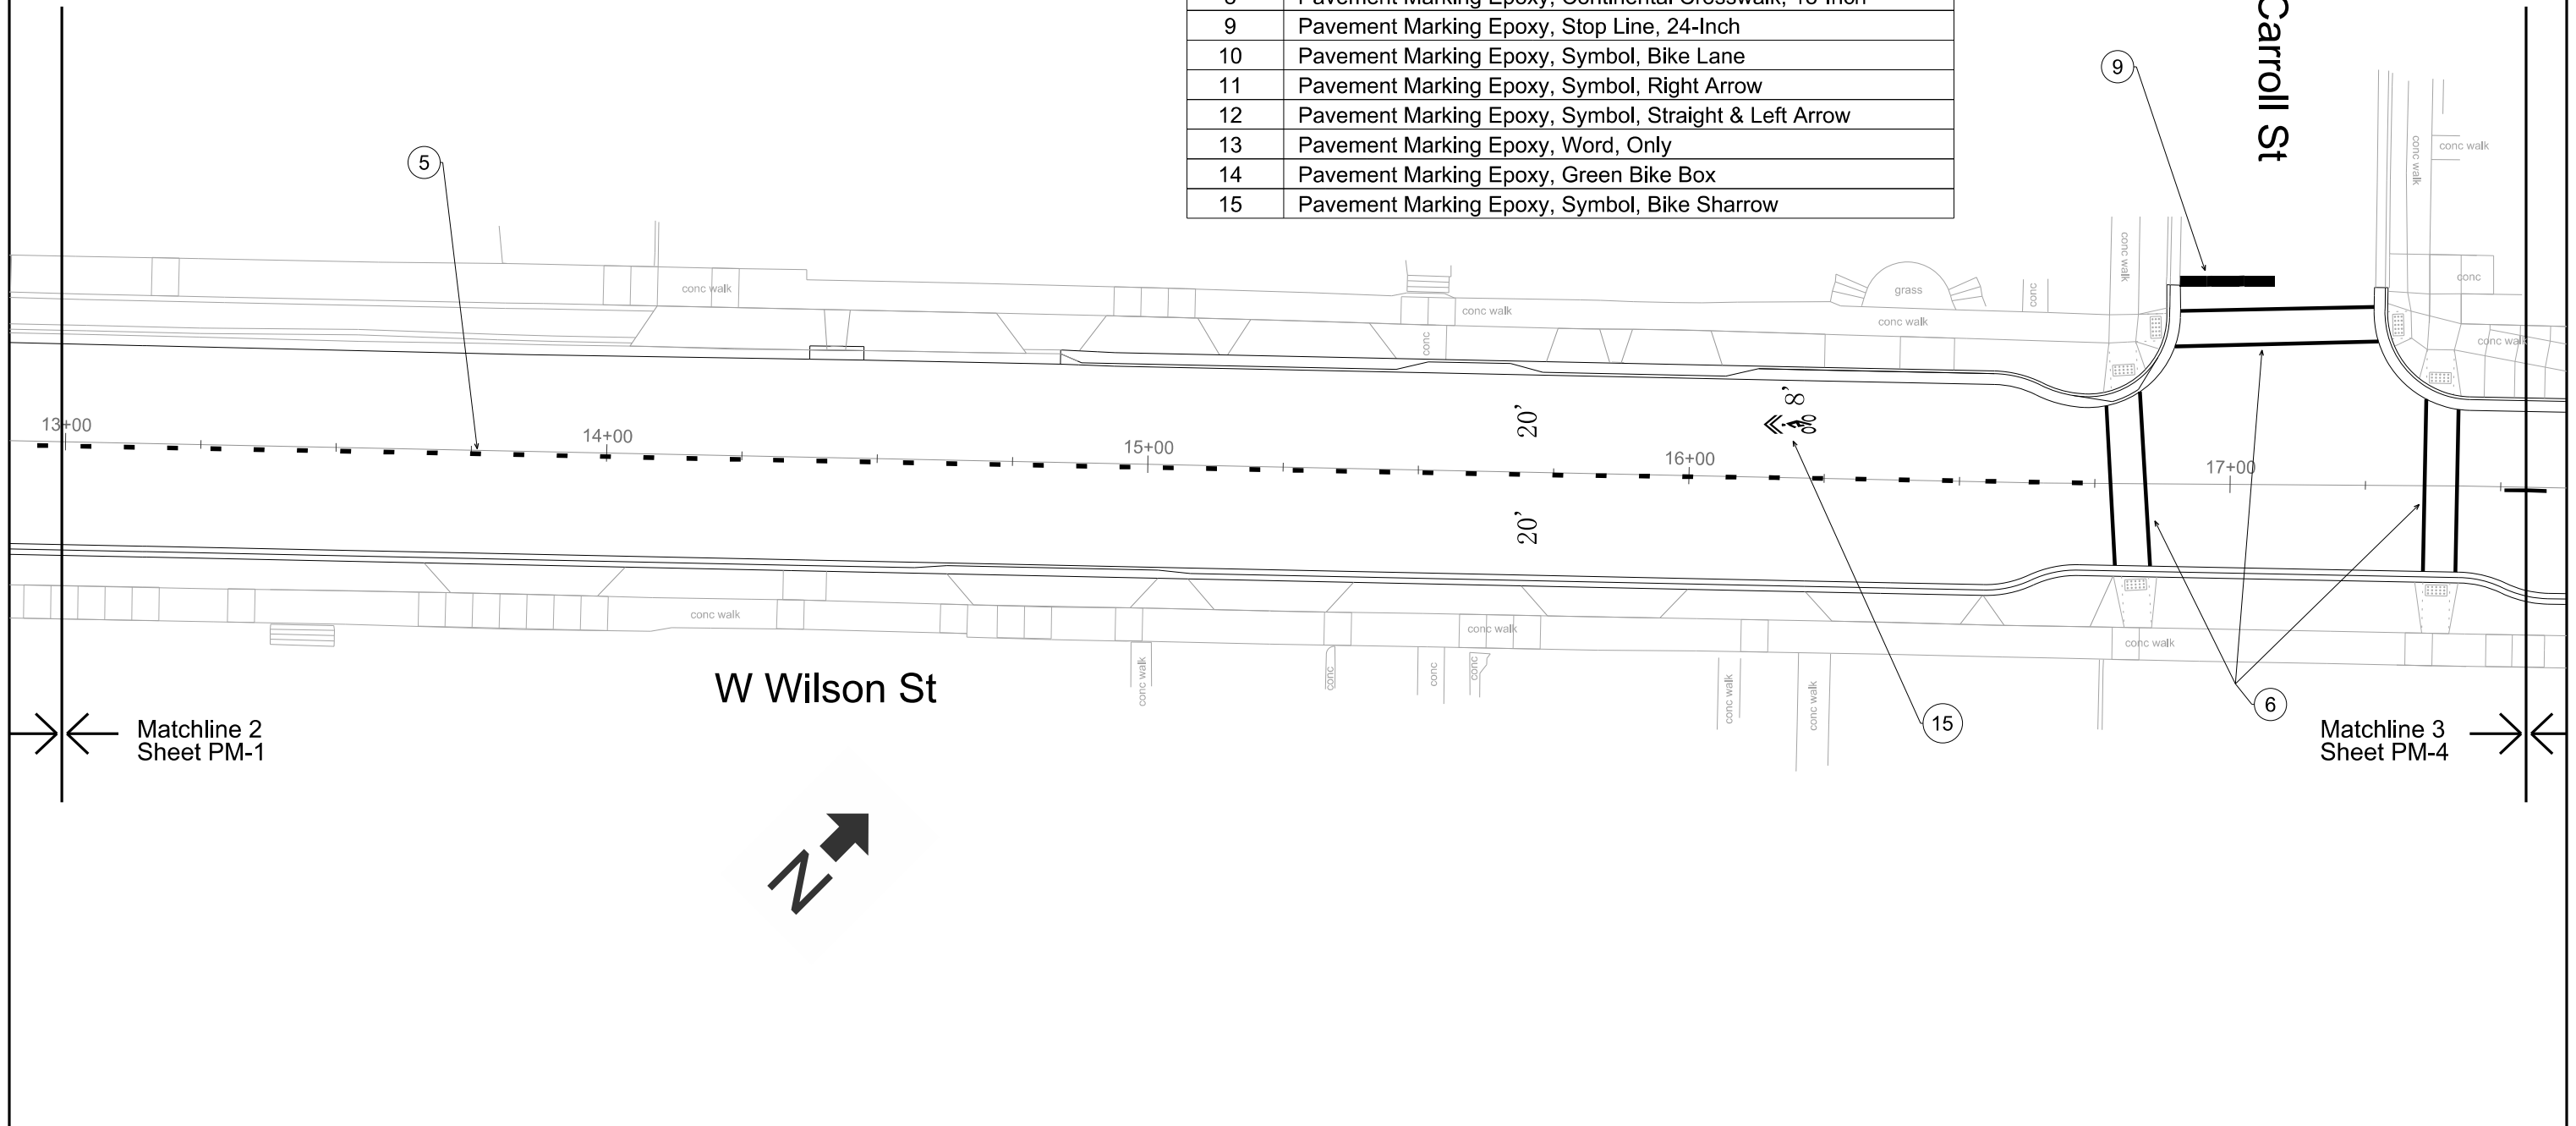 9 Pavement Marking Epoxy, Stop Line, 24-Inch
10 Pavement Marking Epoxy, Symbol, Bike Lane
11 Pavement Marking Epoxy, Symbol, Right Arrow
12 Pavement Marking Epoxy, Symbol, Straight & Left Arrow
13 Pavement Marking Epoxy, Word, Only
14 Pavement Marking Epoxy, Green Bike Box
15 Pavement Marking Epoxy, Symbol, Bike Sharrow
Carroll St
9
5
conc walk
conc walk
conc walk
conc
conc walk
grass
conc
conc walk
conc walk
conc walk
conc
13+00
14+00
15+00
16+00
17+00
20'
8'
20'
conc walk
conc walk
conc walk
conc walk
conc
conc
conc
conc walk
conc walk
W Wilson St
15
6
Matchline 2
Sheet PM-1
Matchline 3
Sheet PM-4
N